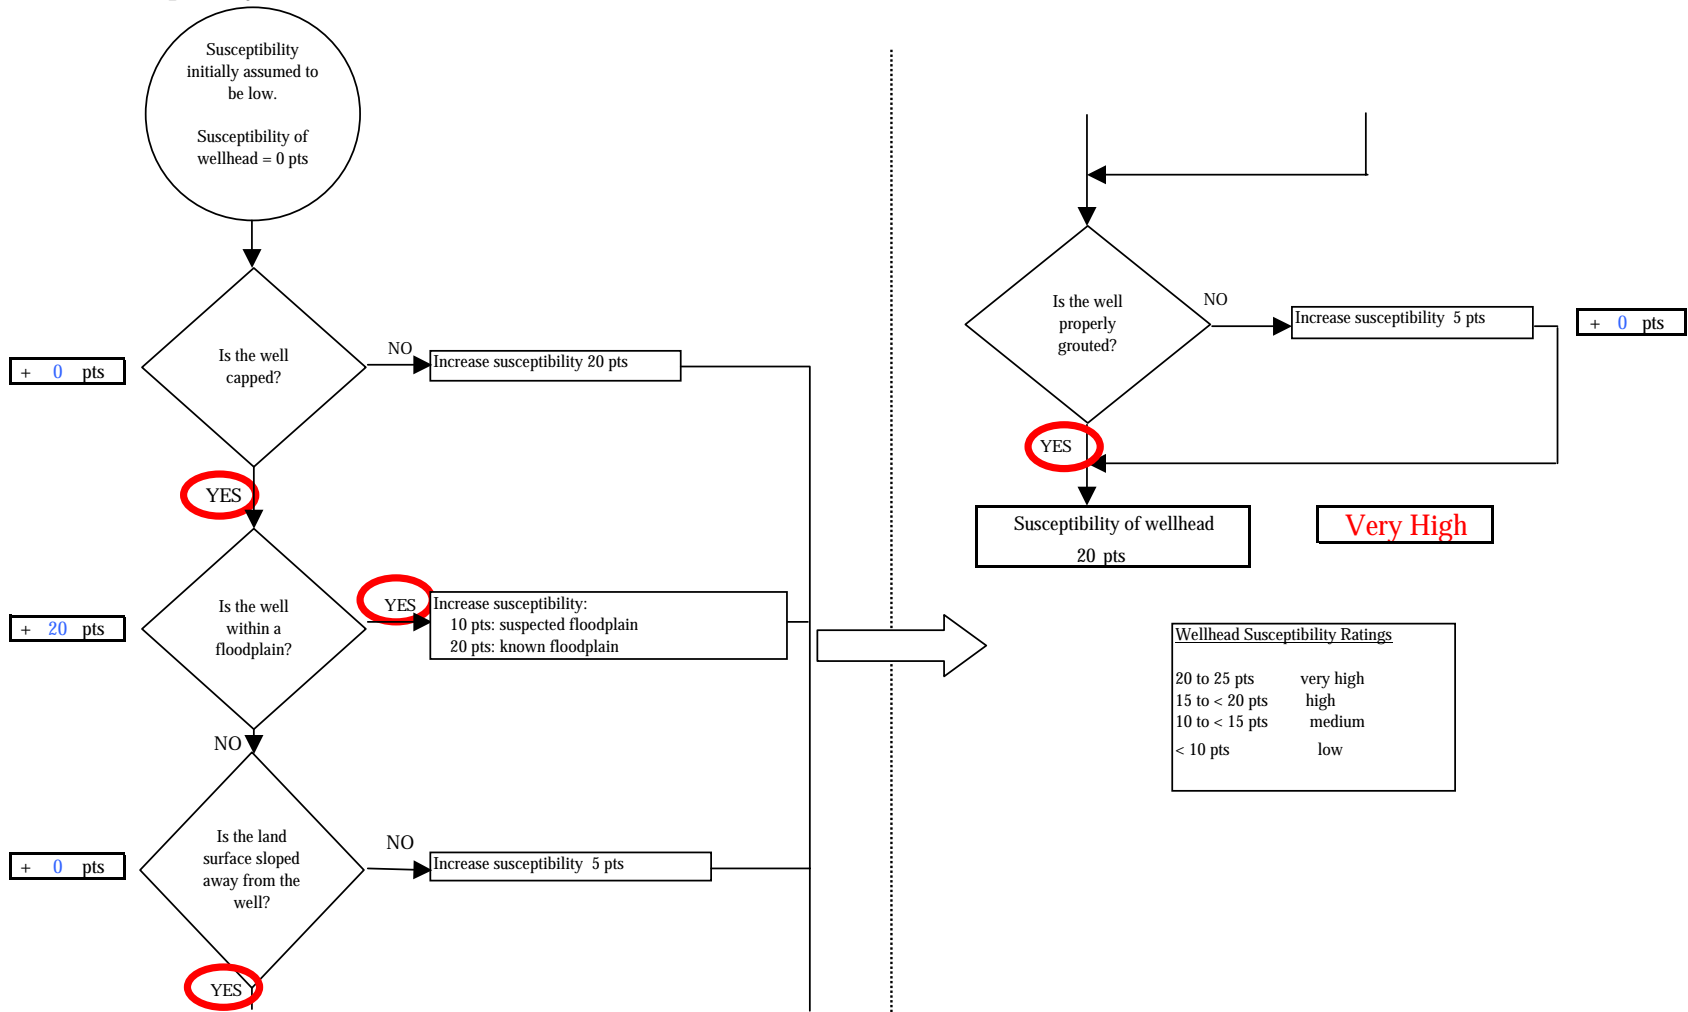 Susceptibility
initially assumed to
be low.
Susceptibility of
wellhead = 0 pts
Is the well
capped?
NO
Increase susceptibility 20 pts
+ 0 pts
YES
Is the well
within a
floodplain?
YES
Increase susceptibility:
10 pts: suspected floodplain
20 pts: known floodplain
+ 20 pts
NO
Is the land
surface sloped
away from the
well?
NO
Increase susceptibility 5 pts
+ 0 pts
YES
Is the well
properly
grouted?
NO
Increase susceptibility 5 pts
+ 0 pts
YES
Susceptibility of wellhead
20 pts
Very High
Wellhead Susceptibility Ratings
20 to 25 pts very high
15 to < 20 pts high
10 to < 15 pts medium
< 10 pts low